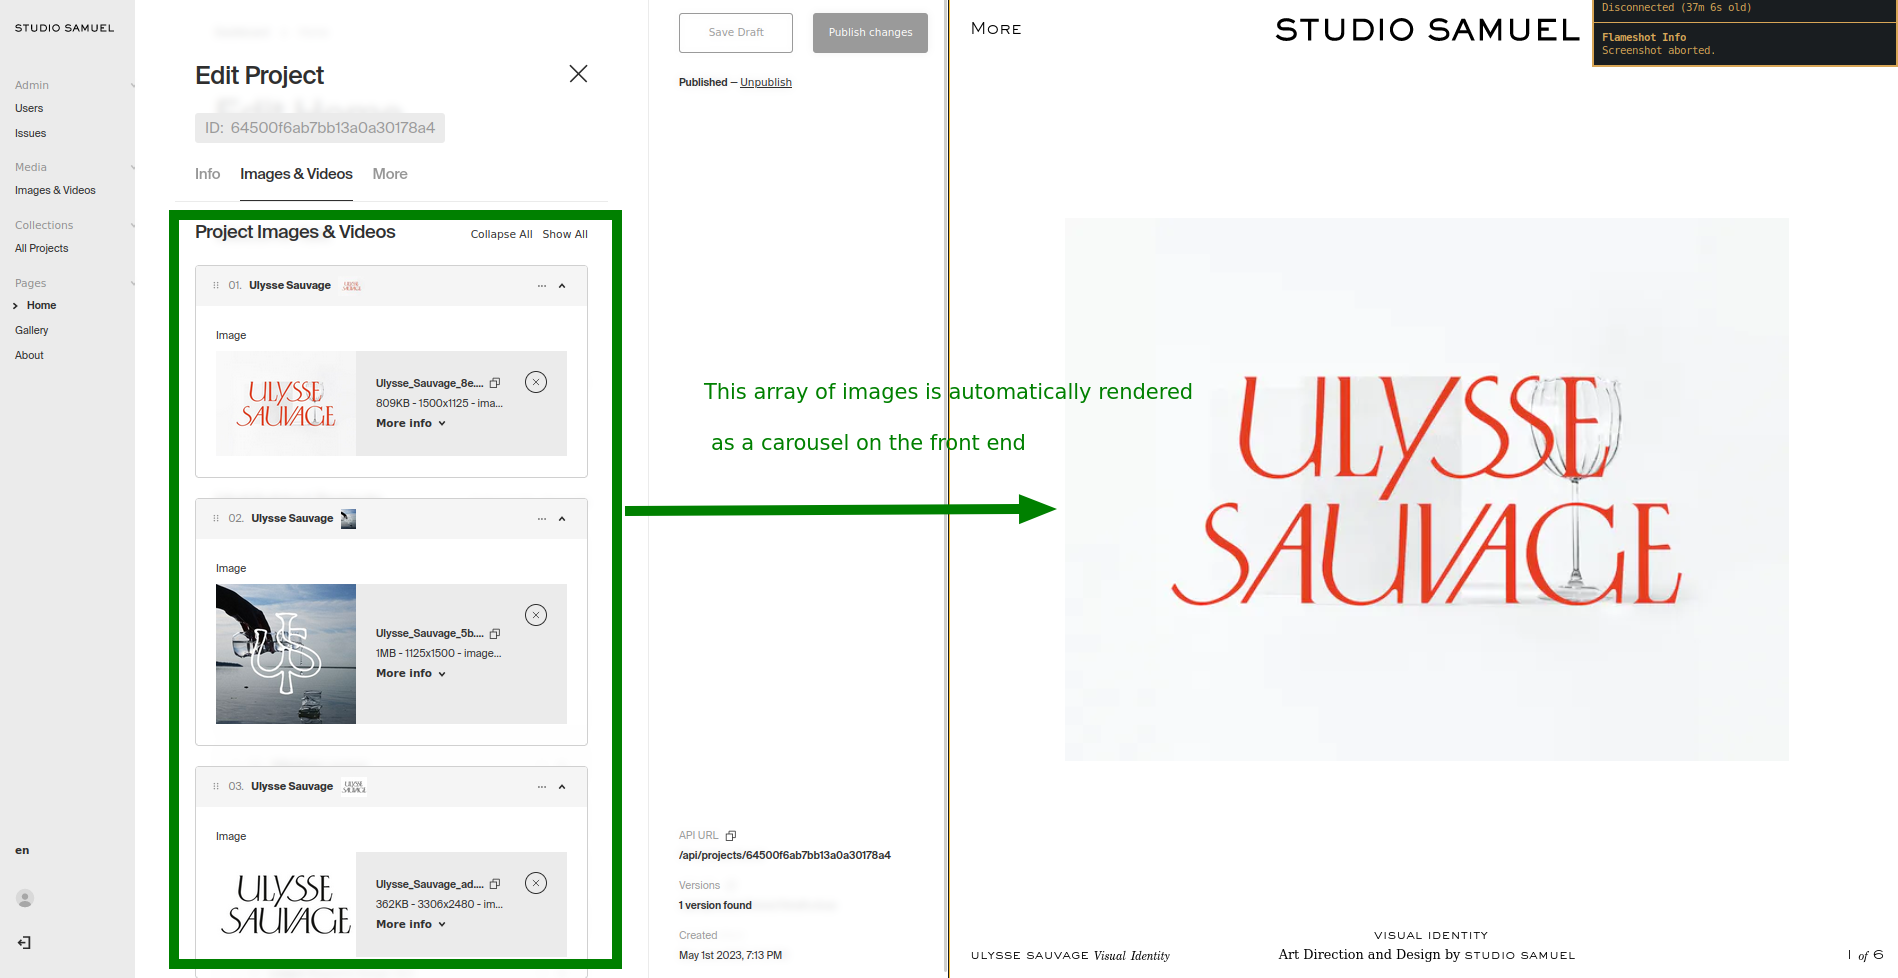 STUDIO SAMUEL
Admin
Users
Issues
Media
Images & Videos
Collections
All Projects
Pages
Home
Gallery
About
en
Edit Project
ID: 64500f6ab7bb13a0a30178a4
Info Images & Videos More
Project Images & Videos Collapse All Show All
01. Ulysse Sauvage ULYSSE SAUVAGE
Image
ULYSSE
SAUVAGE
Ulysse_Sauvage_8e....
809KB - 1500x1125 - ima...
More info
02. Ulysse Sauvage
Image
US
Ulysse_Sauvage_5b....
1MB - 1125x1500 - image...
More info
03. Ulysse Sauvage ULYSSE SAUVAGE
Image
ULYSSE
SAUVAGE
Ulysse_Sauvage_ad....
362KB - 3306x2480 - im...
More info
Save Draft Publish changes
Published — Unpublish
This array of images is automatically rendered
as a carousel on the front end
API URL
/api/projects/64500f6ab7bb13a0a30178a4
Versions
1 version found
Created
May 1st 2023, 7:13 PM
MORE
STUDIO SAMUEL
Disconnected (37m 6s old)
Flameshot Info
Screenshot aborted.
ULYSSE
SAUVAGE
ULYSSE SAUVAGE Visual Identity
VISUAL IDENTITY
Art Direction and Design by STUDIO SAMUEL
1 of 6